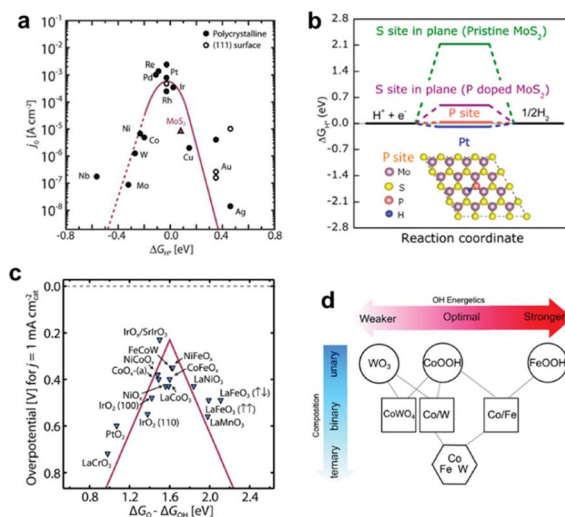 a
● Polycrystalline
○ (111) surface
j₀ [A cm⁻²]
10⁻¹
10⁻²
10⁻³
10⁻⁴
10⁻⁵
10⁻⁶
10⁻⁷
10⁻⁸
Re
Pt
Pd
Ir
Rh
Ni
MoS₂
Co
W
Cu
Nb
Mo
Au
Ag
-0.8
-0.4
0.0
0.4
0.8
ΔG_H* [eV]
b
S site in plane (Pristine MoS₂)
S site in plane (P doped MoS₂)
P site
H⁺ + e⁻
1/2H₂
Pt
P site
Mo
S
P
H
ΔG_H* (eV)
2.8
2.1
1.4
0.7
0.0
-0.7
-1.4
-2.1
-2.8
Reaction coordinate
c
Overpotential [V] for j = 1 mA cm⁻²cat
0.0
0.2
0.4
0.6
0.8
IrOₓ/SrIrO₃
FeCoW
NiFeOₓ
NiCoOₓ
CoFeOₓ
CoOₓ-(a)
LaNiO₃
NiOₓ
LaFeO₃ (↑↓)
LaCoO₃
IrO₂ (100)
LaFeO₃ (↑↑)
IrO₂ (110)
LaMnO₃
PtO₂
LaCrO₃
0.8
1.2
1.6
2.0
2.4
ΔG_O - ΔG_OH [eV]
d
OH Energetics
Weaker Optimal Stronger
Composition
unary
binary
ternary
WO₃
CoOOH
FeOOH
CoWO₄
Co/W
Co/Fe
Co
Fe W